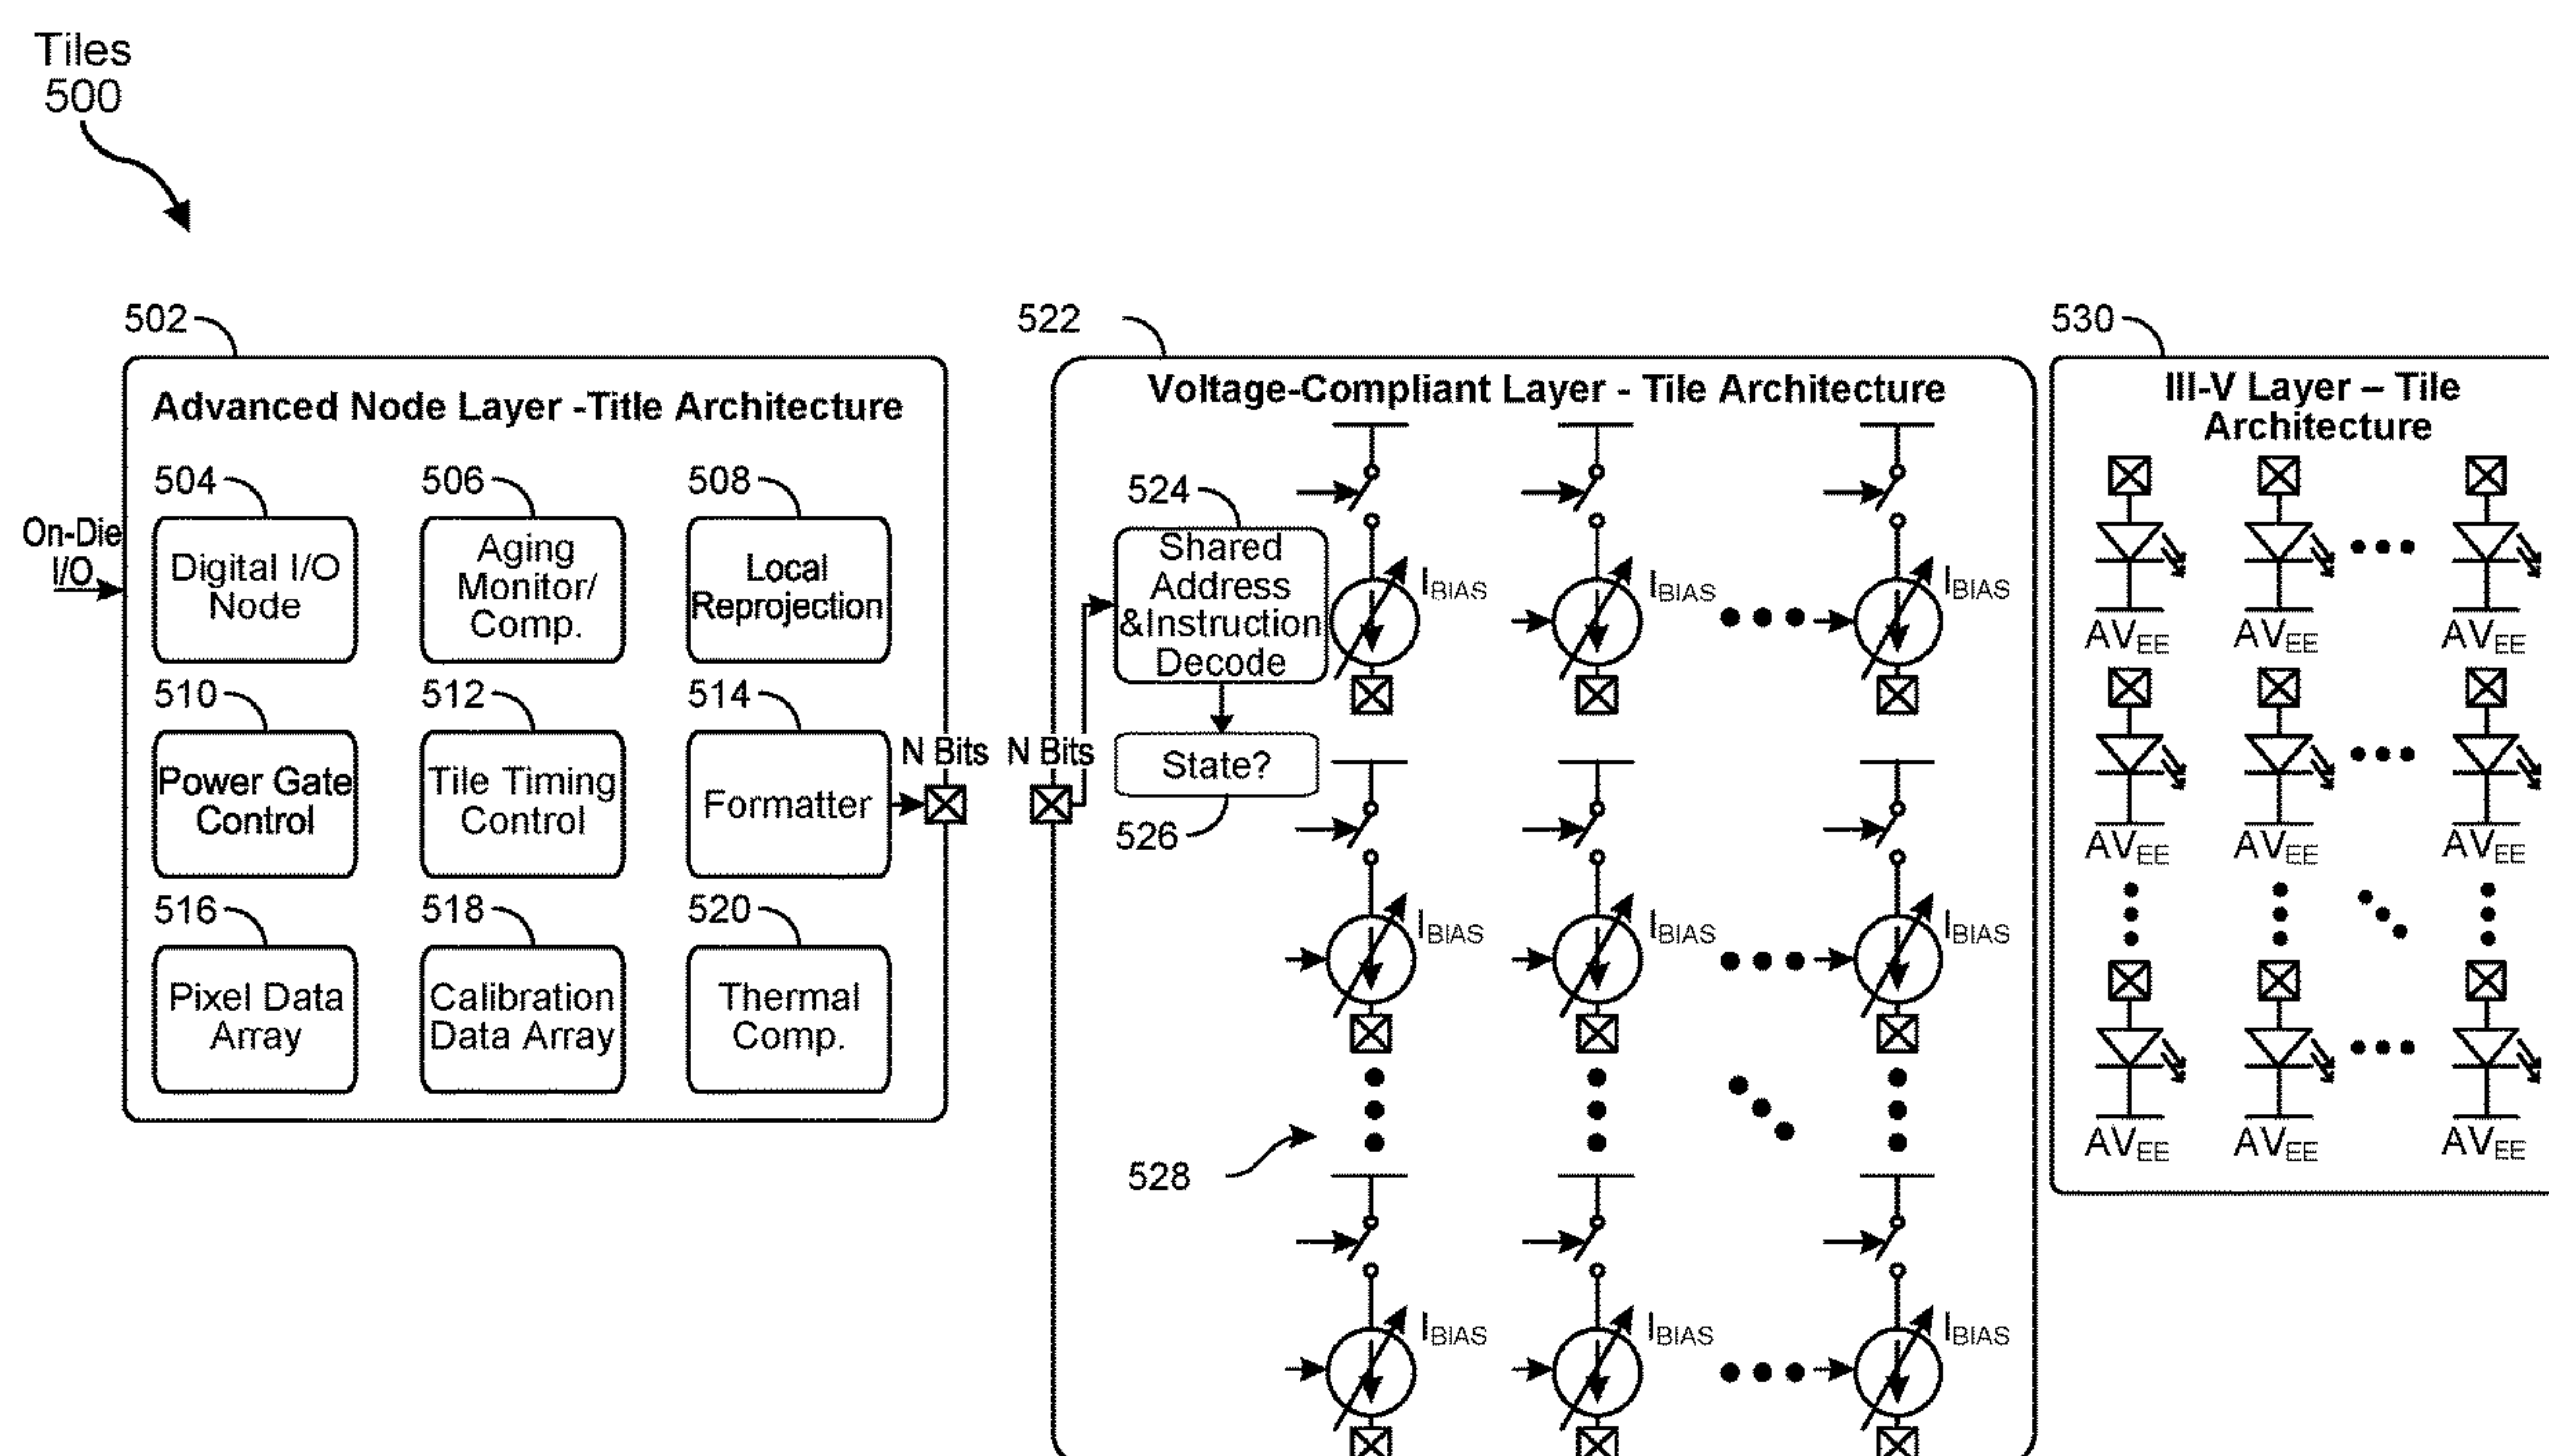 Tiles
500
502
Advanced Node Layer -Title Architecture
504
506
508
On-Die
I/O
Digital I/O
Node
Aging
Monitor/
Comp.
Local
Reprojection
510
512
514
Power Gate
Control
Tile Timing
Control
Formatter
N Bits
516
518
520
Pixel Data
Array
Calibration
Data Array
Thermal
Comp.
522
Voltage-Compliant Layer - Tile Architecture
N Bits
524
Shared
Address
&Instruction
Decode
State?
526
528
IBIAS
IBIAS
IBIAS
IBIAS
IBIAS
IBIAS
IBIAS
IBIAS
IBIAS
530
III-V Layer – Tile
Architecture
AVEE
AVEE
AVEE
AVEE
AVEE
AVEE
AVEE
AVEE
AVEE